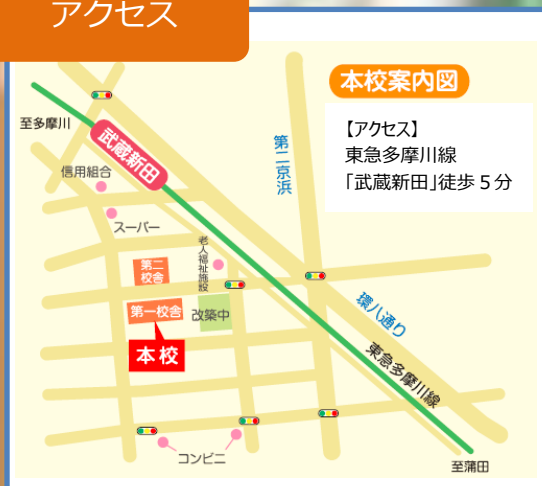 アクセス
本校案内図
【アクセス】
東急多摩川線
「武蔵新田」徒歩5分
至多摩川
武蔵新田
信用組合
スーパー
第二京浜
老人福祉施設
第二
校舎
第一校舎
改築中
本校
環八通り
東急多摩川線
コンビニ
至蒲田